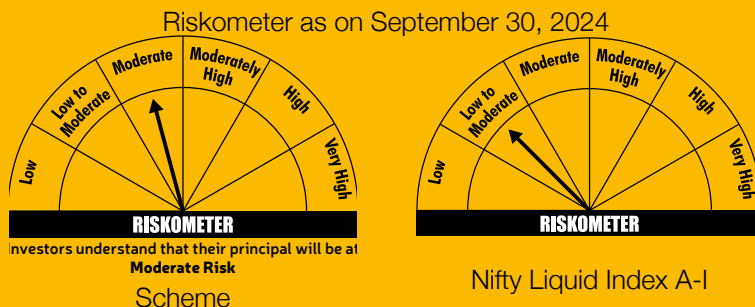 Riskometer as on September 30, 2024
Low
Low to
Moderate
Moderate
Moderately
High
High
Very High
RISKOMETER
Investors understand that their principal will be at
Moderate Risk
Scheme
Low
Low to
Moderate
Moderate
Moderately
High
High
Very High
RISKOMETER
Nifty Liquid Index A-I